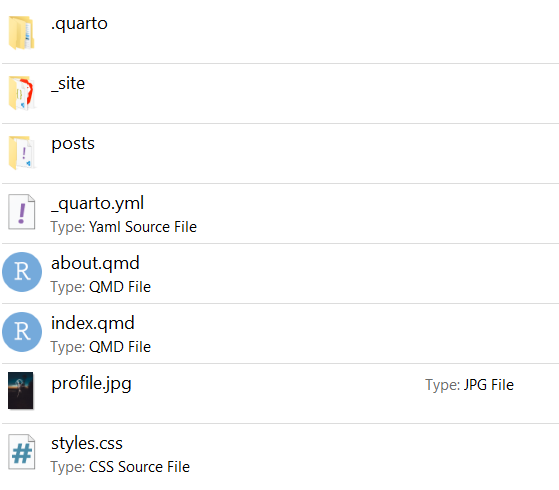 .quarto
_site
posts
_quarto.yml
Type: Yaml Source File
R about.qmd
Type: QMD File
R index.qmd
Type: QMD File
profile.jpg Type: JPG File
styles.css
Type: CSS Source File